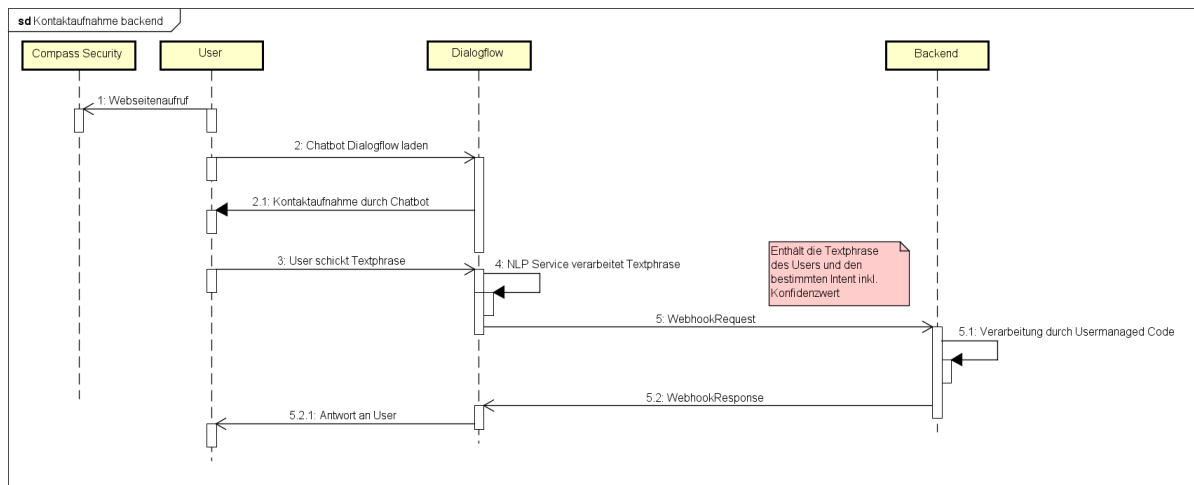 sd Kontaktaufnahme backend
Compass Security
User
Dialogflow
Backend
1: Webseitenaufruf
2: Chatbot Dialogflow laden
2.1: Kontaktaufnahme durch Chatbot
Enthält die Textphrase
des Users und den
bestimmten Intent inkl.
Konfidenzwert
3: User schickt Textphrase
4: NLP Service verarbeitet Textphrase
5: WebhookRequest
5.1: Verarbeitung durch Usermanaged Code
5.2: WebhookResponse
5.2.1: Antwort an User